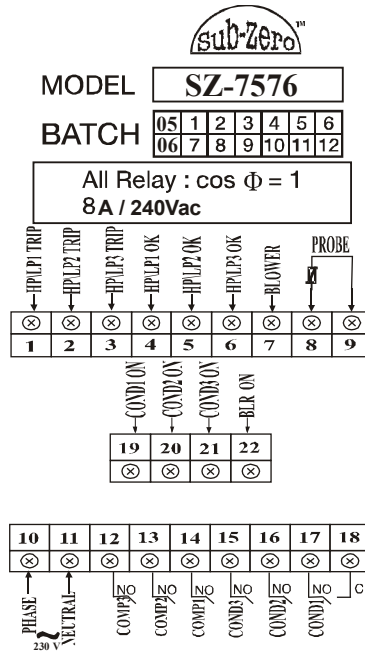 sub-zero™
MODEL SZ-7576
BATCH 05 1 2 3 4 5 6
06 7 8 9 10 11 12
All Relay : cos Φ = 1
8A / 240Vac
HP\LP1 TRIP HP\LP2 TRIP HP\LP3 TRIP HP\LP1 OK HP\LP2 OK HP\LP3 OK BLOWER PROBE
1 2 3 4 5 6 7 8 9
COND1 ON COND2 ON COND3 ON BLR ON
19 20 21 22
10 11 12 13 14 15 16 17 18
NO NO NO NO NO NO C
PHASE NEUTRAL COMP3 COMP2 COMP1 COND3 COND2 COND1
~
230 V